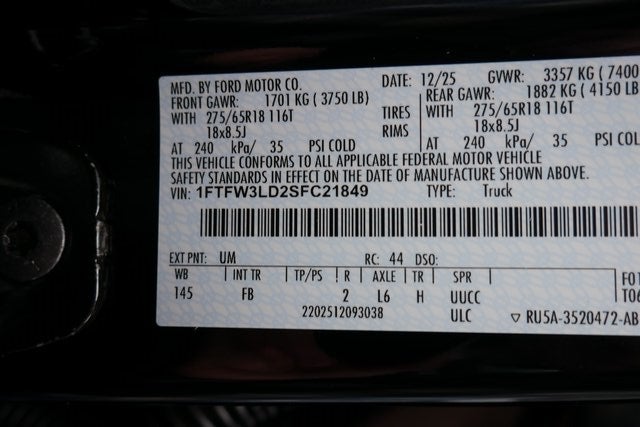 MFD. BY FORD MOTOR CO. DATE: 12/25 GVWR: 3357 KG (7400
FRONT GAWR: 1701 KG (3750 LB) REAR GAWR: 1882 KG (4150 LB
WITH 275/65R18 116T TIRES WITH 275/65R18 116T
18x8.5J RIMS 18x8.5J
AT 240 kPa/ 35 PSI COLD AT 240 kPa/ 35 PSI COLD
THIS VEHICLE CONFORMS TO ALL APPLICABLE FEDERAL MOTOR VEHICLE
SAFETY STANDARDS IN EFFECT ON THE DATE OF MANUFACTURE SHOWN ABOVE.
VIN: 1FTFW3LD2SFC21849 TYPE: Truck
EXT PNT: UM RC: 44 DSO:
WB INT TR TP/PS R AXLE TR SPR
145 FB 2 L6 H UUCC
2202512093038 ULC
F01
T06
▽ RU5A-3520472-AB